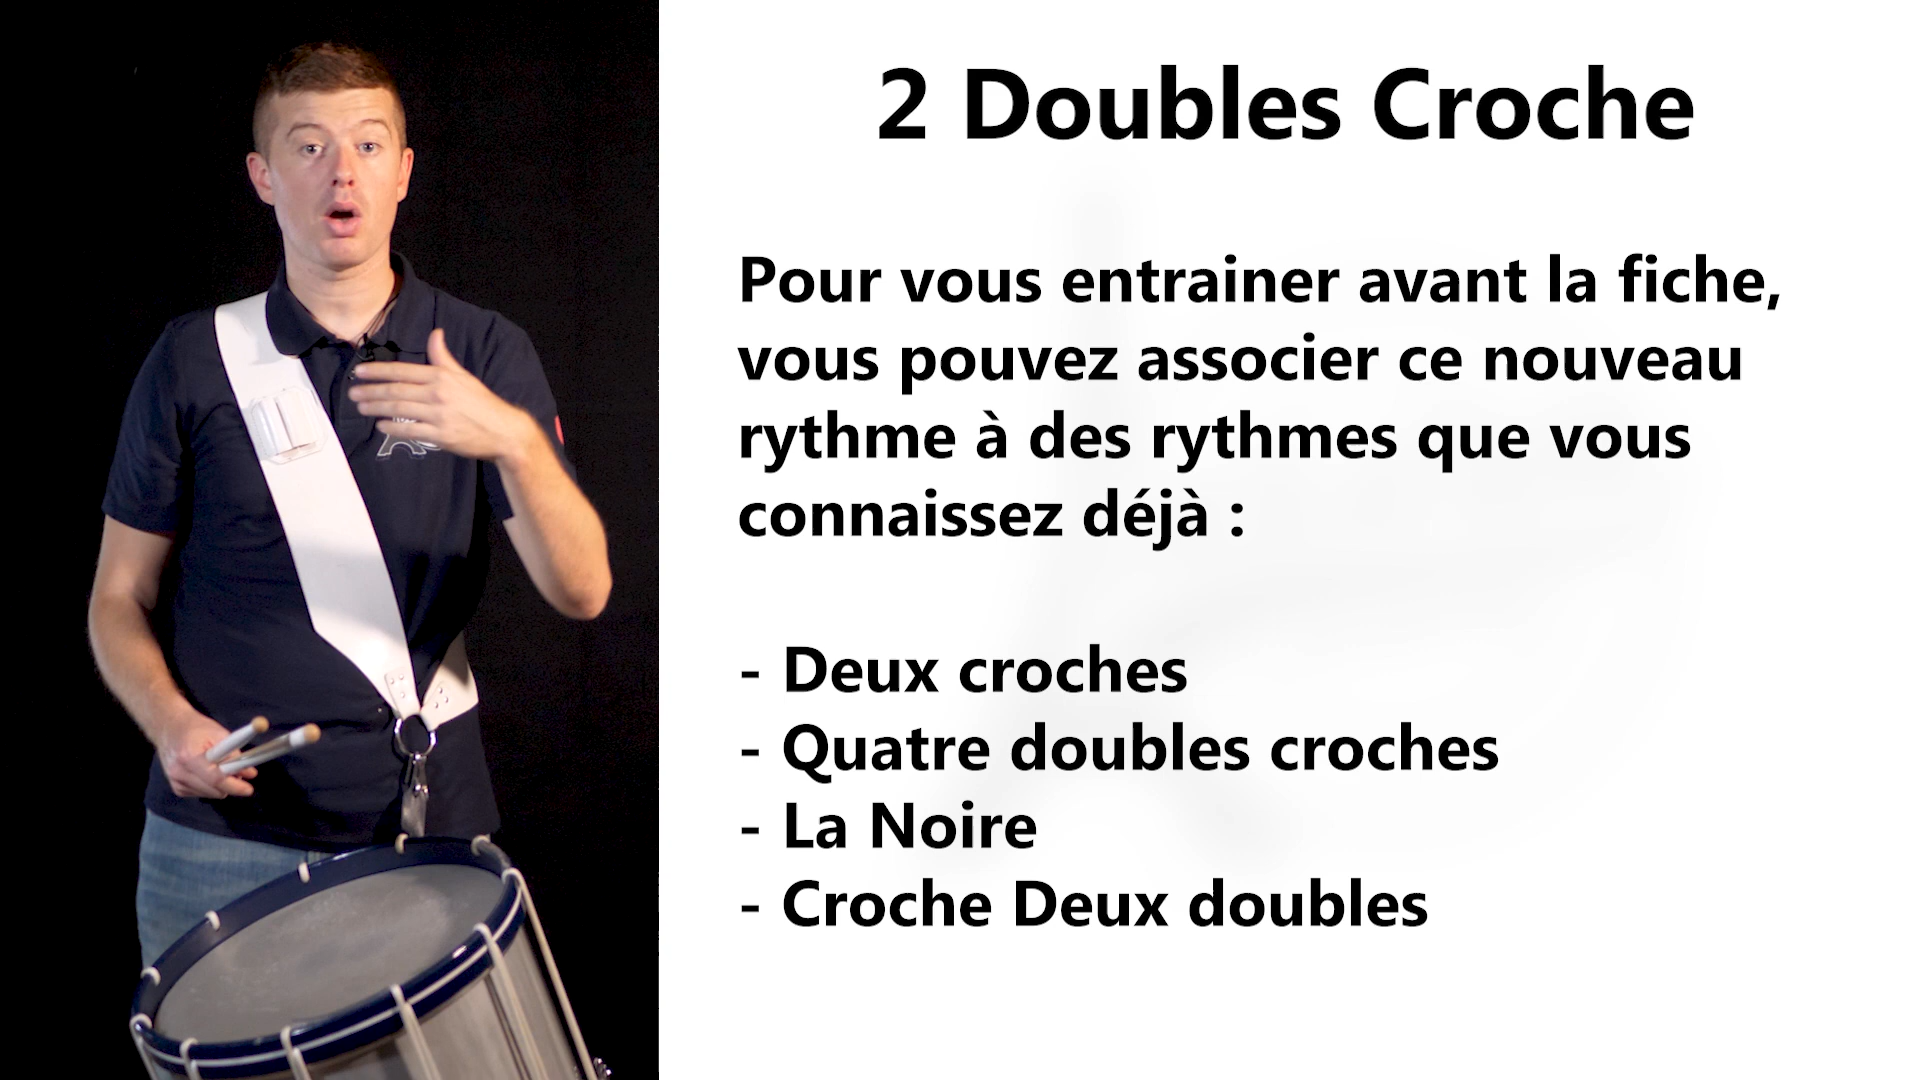 2 Doubles Croche
Pour vous entrainer avant la fiche,
vous pouvez associer ce nouveau
rythme à des rythmes que vous
connaissez déjà :
- Deux croches
- Quatre doubles croches
- La Noire
- Croche Deux doubles